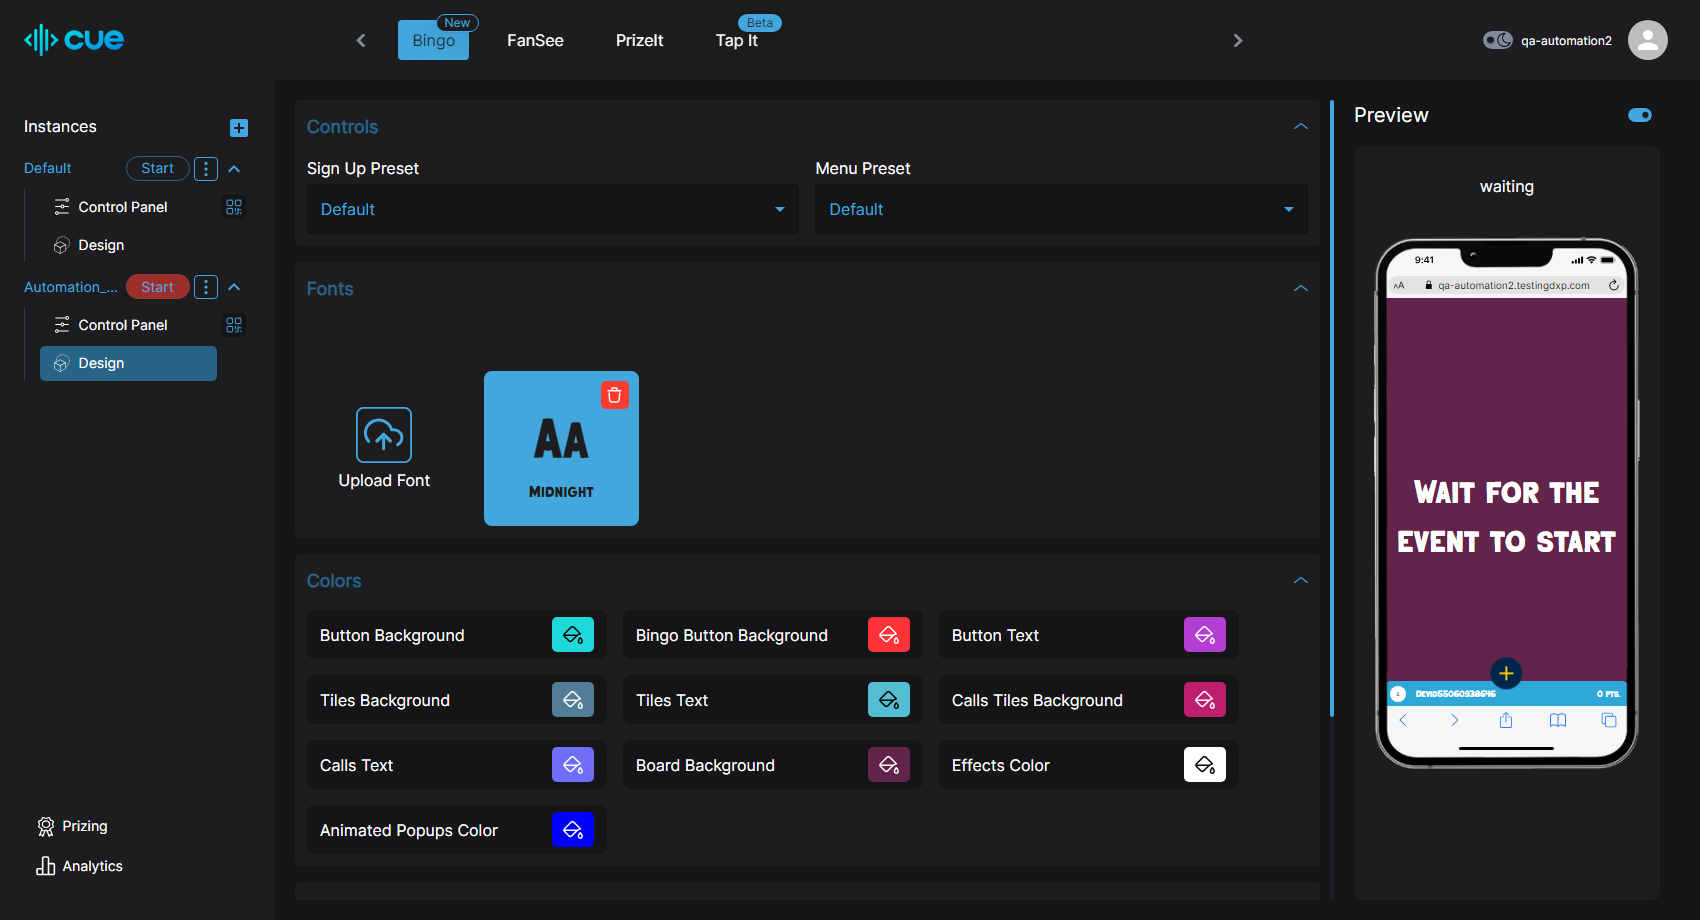 cue
Bingo
New
FanSee
PrizeIt
Tap It
Beta
qa-automation2
Instances
Default
Start
Control Panel
Design
Automation_...
Start
Control Panel
Design
Prizing
Analytics
Controls
Sign Up Preset
Default
Menu Preset
Default
Fonts
Upload Font
AA
MIDNIGHT
Colors
Button Background
Bingo Button Background
Button Text
Tiles Background
Tiles Text
Calls Tiles Background
Calls Text
Board Background
Effects Color
Animated Popups Color
Preview
waiting
9:41
AA
qa-automation2.testingdxp.com
WAIT FOR THE
EVENT TO START
DEVID55060938646
0 PTS.